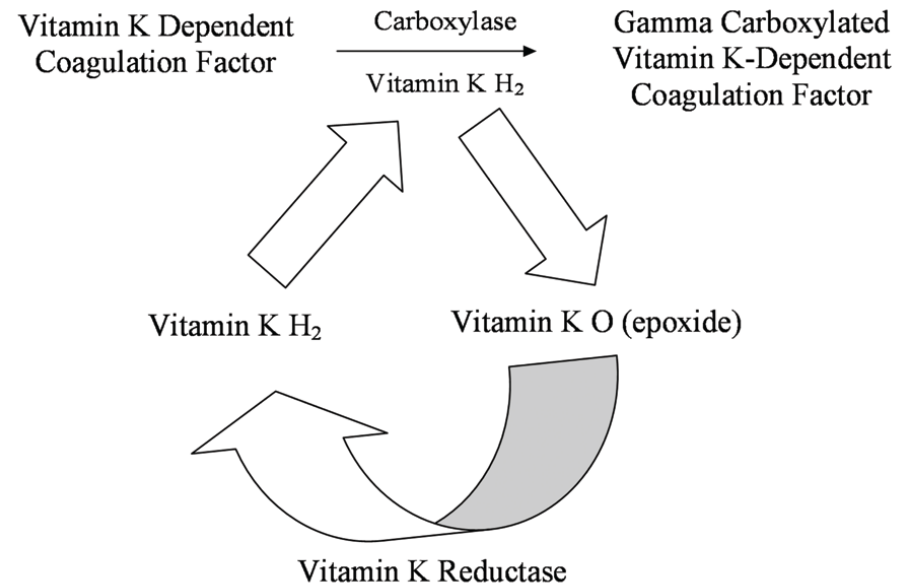 Vitamin K Dependent
Coagulation Factor
Carboxylase
Vitamin K H₂
Gamma Carboxylated
Vitamin K-Dependent
Coagulation Factor
Vitamin K H₂
Vitamin K O (epoxide)
Vitamin K Reductase